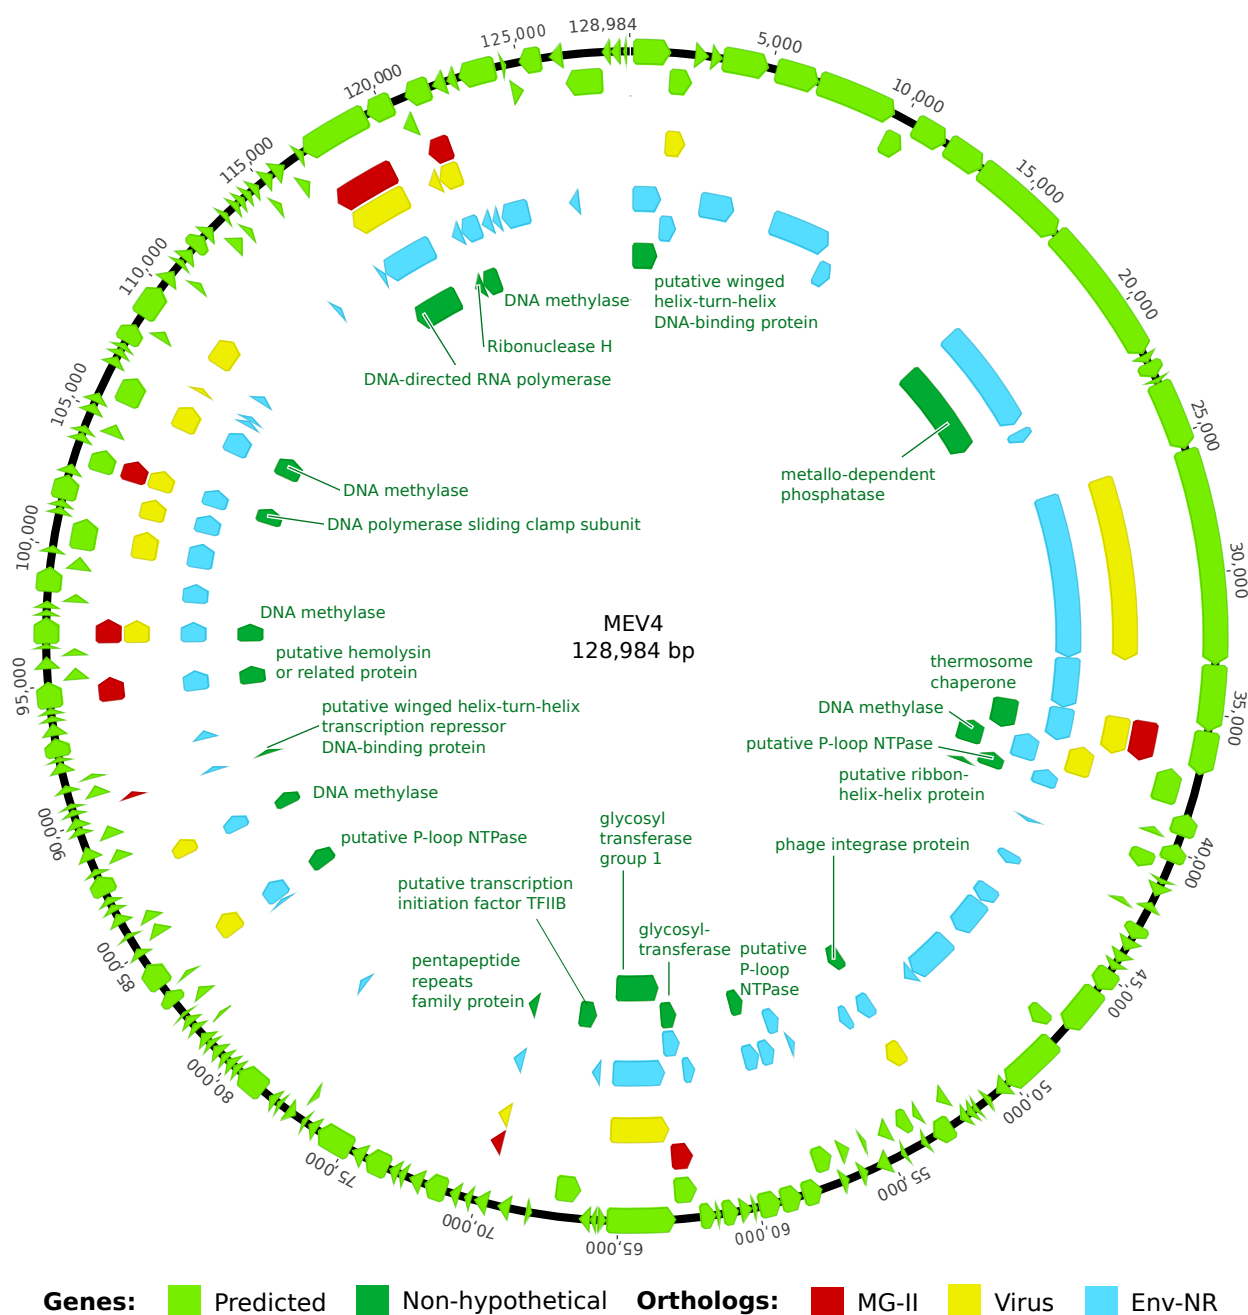 128,984
5,000
10,000
15,000
20,000
25,000
30,000
35,000
40,000
45,000
50,000
55,000
60,000
65,000
70,000
75,000
80,000
85,000
90,000
95,000
100,000
105,000
110,000
115,000
120,000
125,000
putative winged
helix-turn-helix
DNA-binding protein
DNA methylase
Ribonuclease H
DNA-directed RNA polymerase
metallo-dependent
phosphatase
DNA methylase
DNA polymerase sliding clamp subunit
DNA methylase
putative hemolysin
or related protein
MEV4
128,984 bp
thermosome
chaperone
DNA methylase
putative P-loop NTPase
putative ribbon-
helix-helix protein
putative winged helix-turn-helix
transcription repressor
DNA-binding protein
DNA methylase
putative P-loop NTPase
glycosyl
transferase
group 1
phage integrase protein
putative transcription
initiation factor TFIIB
glycosyl-
transferase
putative
P-loop
NTPase
pentapeptide
repeats
family protein
Genes: Predicted Non-hypothetical Orthologs: MG-II Virus Env-NR